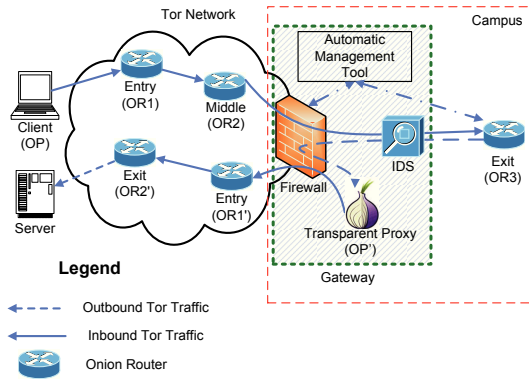 Tor Network
Campus
Automatic
Management
Tool
Entry
(OR1)
Middle
(OR2)
Client
(OP)
Exit
(OR2')
Entry
(OR1')
Firewall
IDS
Exit
(OR3)
Server
Transparent Proxy
(OP')
Gateway
Legend
Outbound Tor Traffic
Inbound Tor Traffic
Onion Router